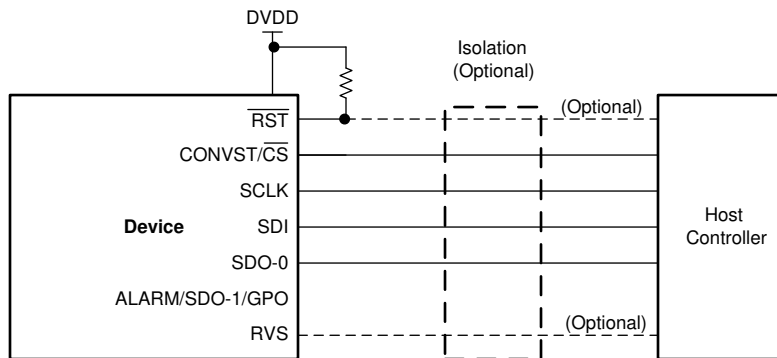 DVDD
Isolation
(Optional)
RST
(Optional)
CONVST/CS
SCLK
Device
SDI
Host
Controller
SDO-0
ALARM/SDO-1/GPO
RVS
(Optional)